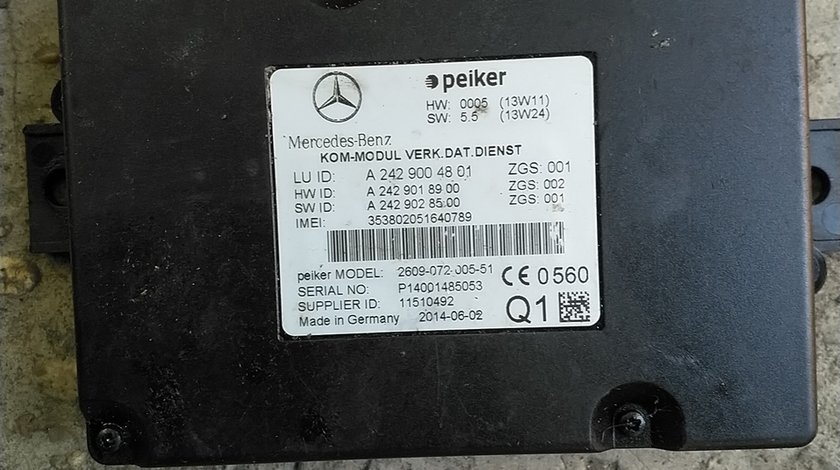 peiker
HW: 0005 (13W11)
SW: 5.5 (13W24)
Mercedes-Benz
KOM-MODUL VERK.DAT.DIENST
LU ID: A 242 900 48 01 ZGS: 001
HW ID: A 242 901 89 00 ZGS: 002
SW ID: A 242 902 85 00 ZGS: 001
IMEI: 353802051640789
peiker MODEL: 2609-072-005-51
SERIAL NO: P14001485053
SUPPLIER ID: 11510492
Made in Germany 2014-06-02
CE 0560
Q1